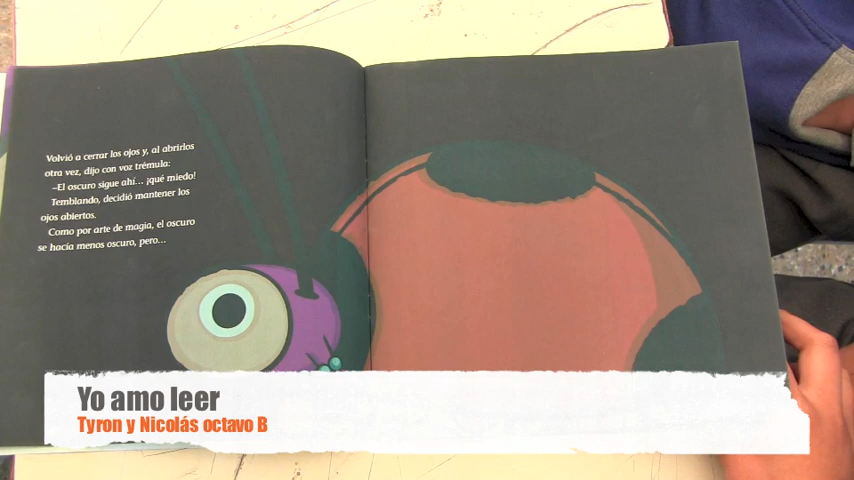 Volvió a cerrar los ojos y, al abrirlos
otra vez, dijo con voz trémula:
–El oscuro sigue ahí... ¡qué miedo!
Temblando, decidió mantener los
ojos abiertos.
Como por arte de magia, el oscuro
se hacía menos oscuro, pero...
Yo amo leer
Tyron y Nicolás octavo B